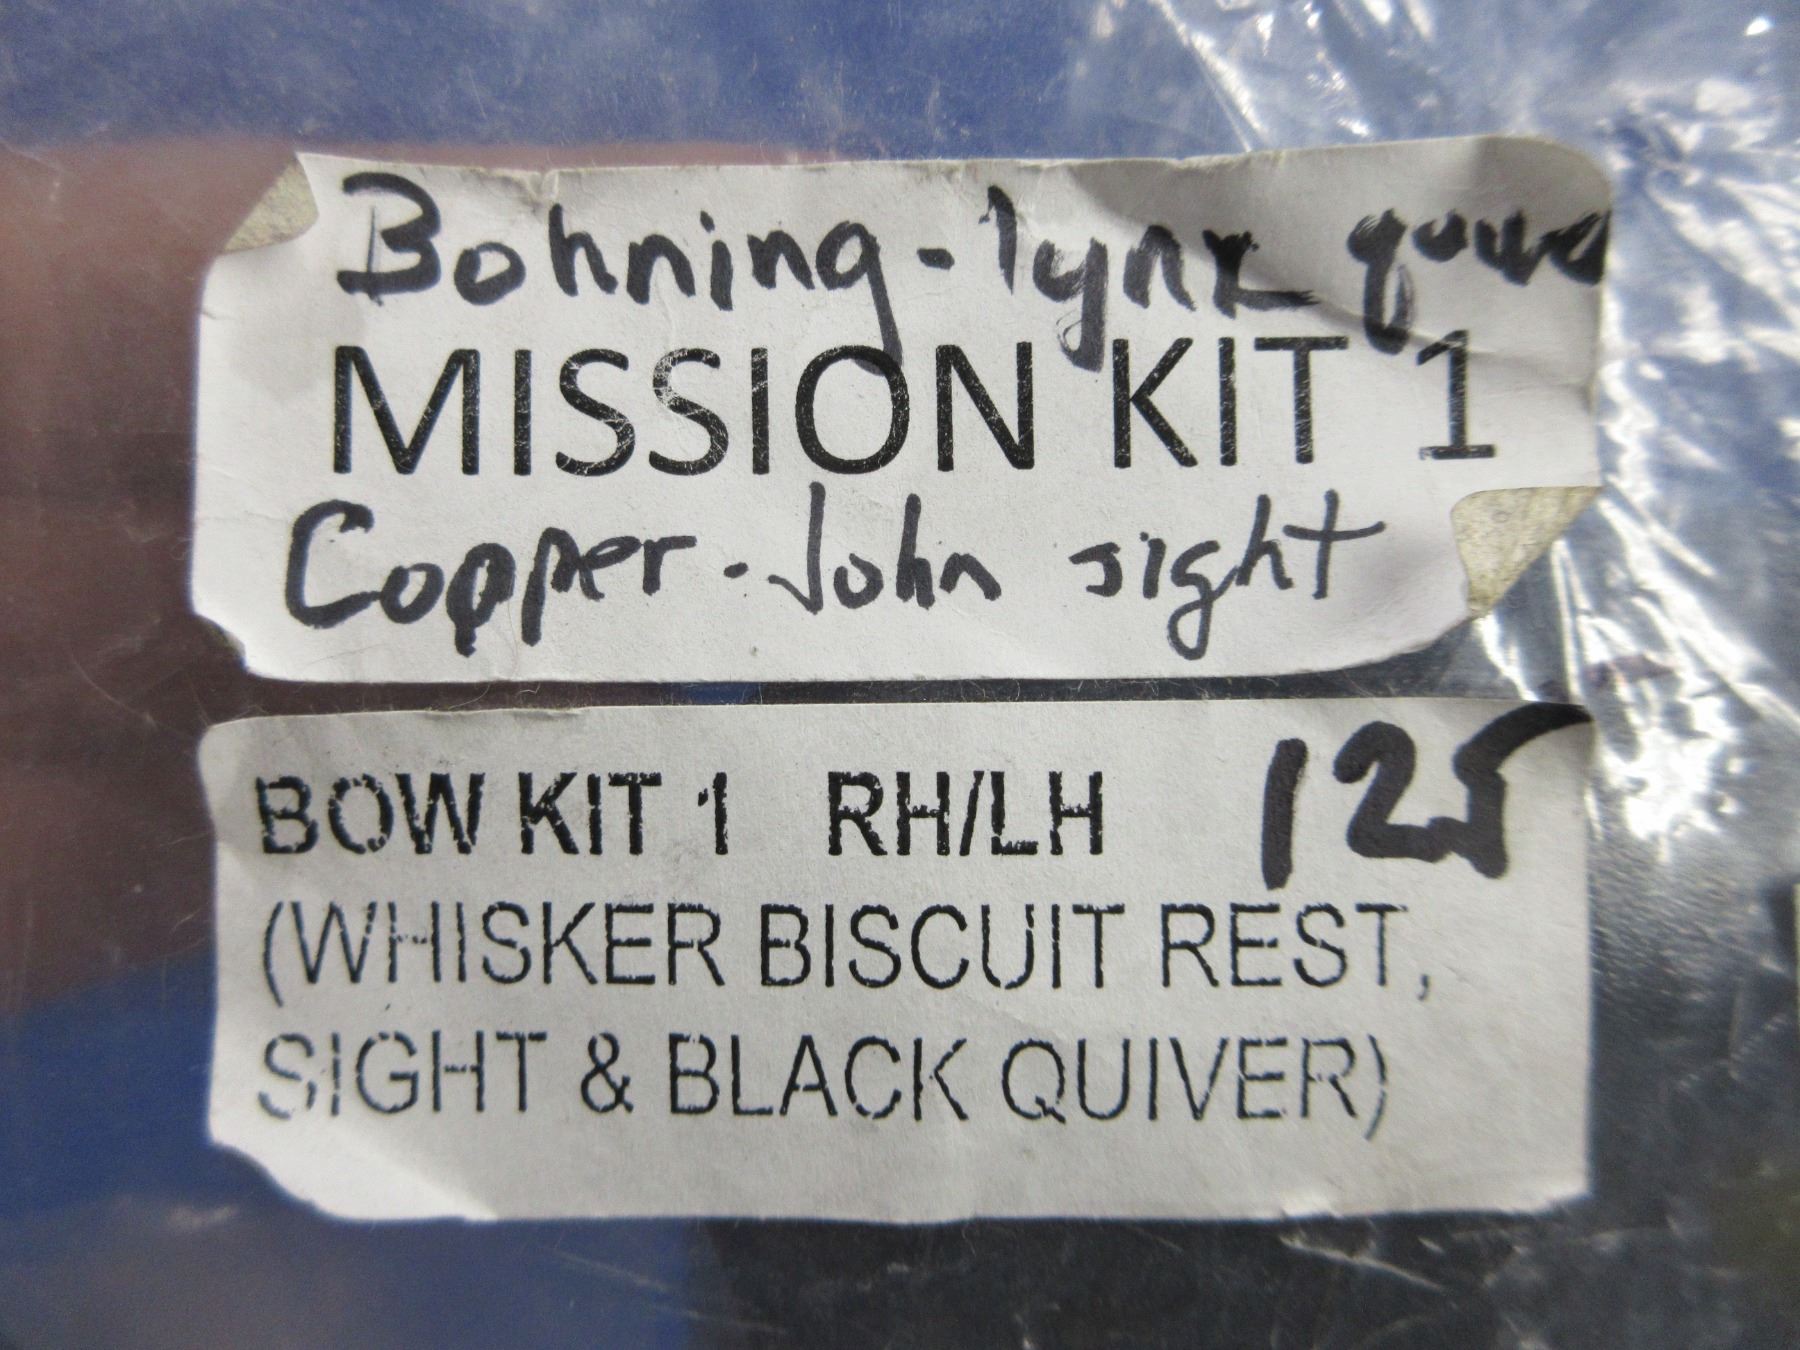 Bohning - lynx
MISSION KIT 1
Copper-John sight
BOW KIT 1 RH/LH 125
(WHISKER BISCUIT REST,
SIGHT & BLACK QUIVER)